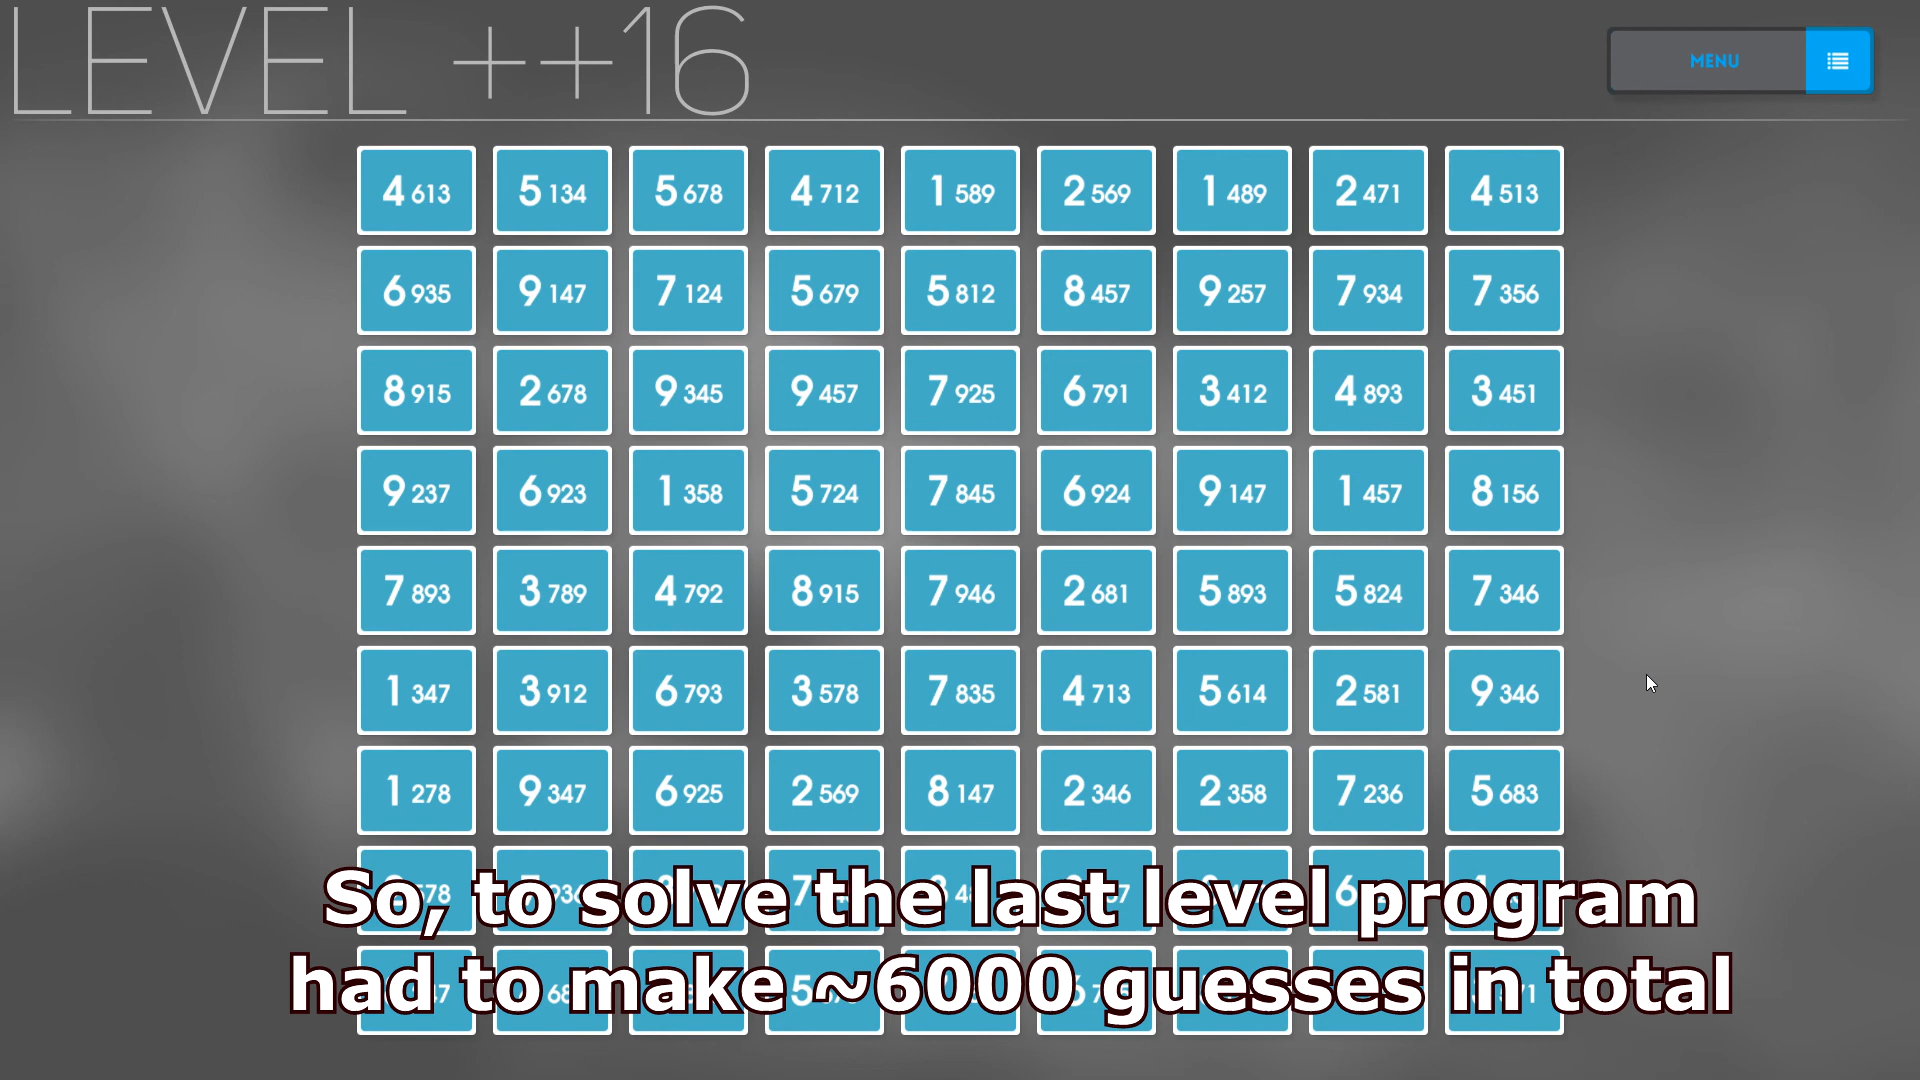 LEVEL ++16
MENU
4 613 5 134 5 678 4 712 1 589 2 569 1 489 2 471 4 513
6 935 9 147 7 124 5 679 5 812 8 457 9 257 7 934 7 356
8 915 2 678 9 345 9 457 7 925 6 791 3 412 4 893 3 451
9 237 6 923 1 358 5 724 7 845 6 924 9 147 1 457 8 156
7 893 3 789 4 792 8 915 7 946 2 681 5 893 5 824 7 346
1 347 3 912 6 793 3 578 7 835 4 713 5 614 2 581 9 346
1 278 9 347 6 925 2 569 8 147 2 346 2 358 7 236 5 683
So, to solve the last level program
had to make ~6000 guesses in total